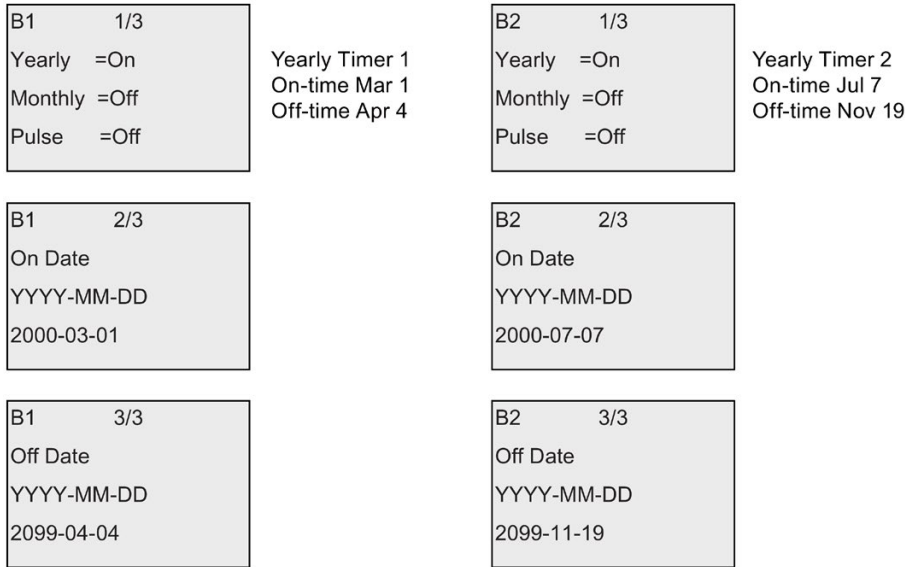 B1 1/3
Yearly =On
Monthly =Off
Pulse =Off
Yearly Timer 1
On-time Mar 1
Off-time Apr 4
B2 1/3
Yearly =On
Monthly =Off
Pulse =Off
Yearly Timer 2
On-time Jul 7
Off-time Nov 19
B1 2/3
On Date
YYYY-MM-DD
2000-03-01
B2 2/3
On Date
YYYY-MM-DD
2000-07-07
B1 3/3
Off Date
YYYY-MM-DD
2099-04-04
B2 3/3
Off Date
YYYY-MM-DD
2099-11-19